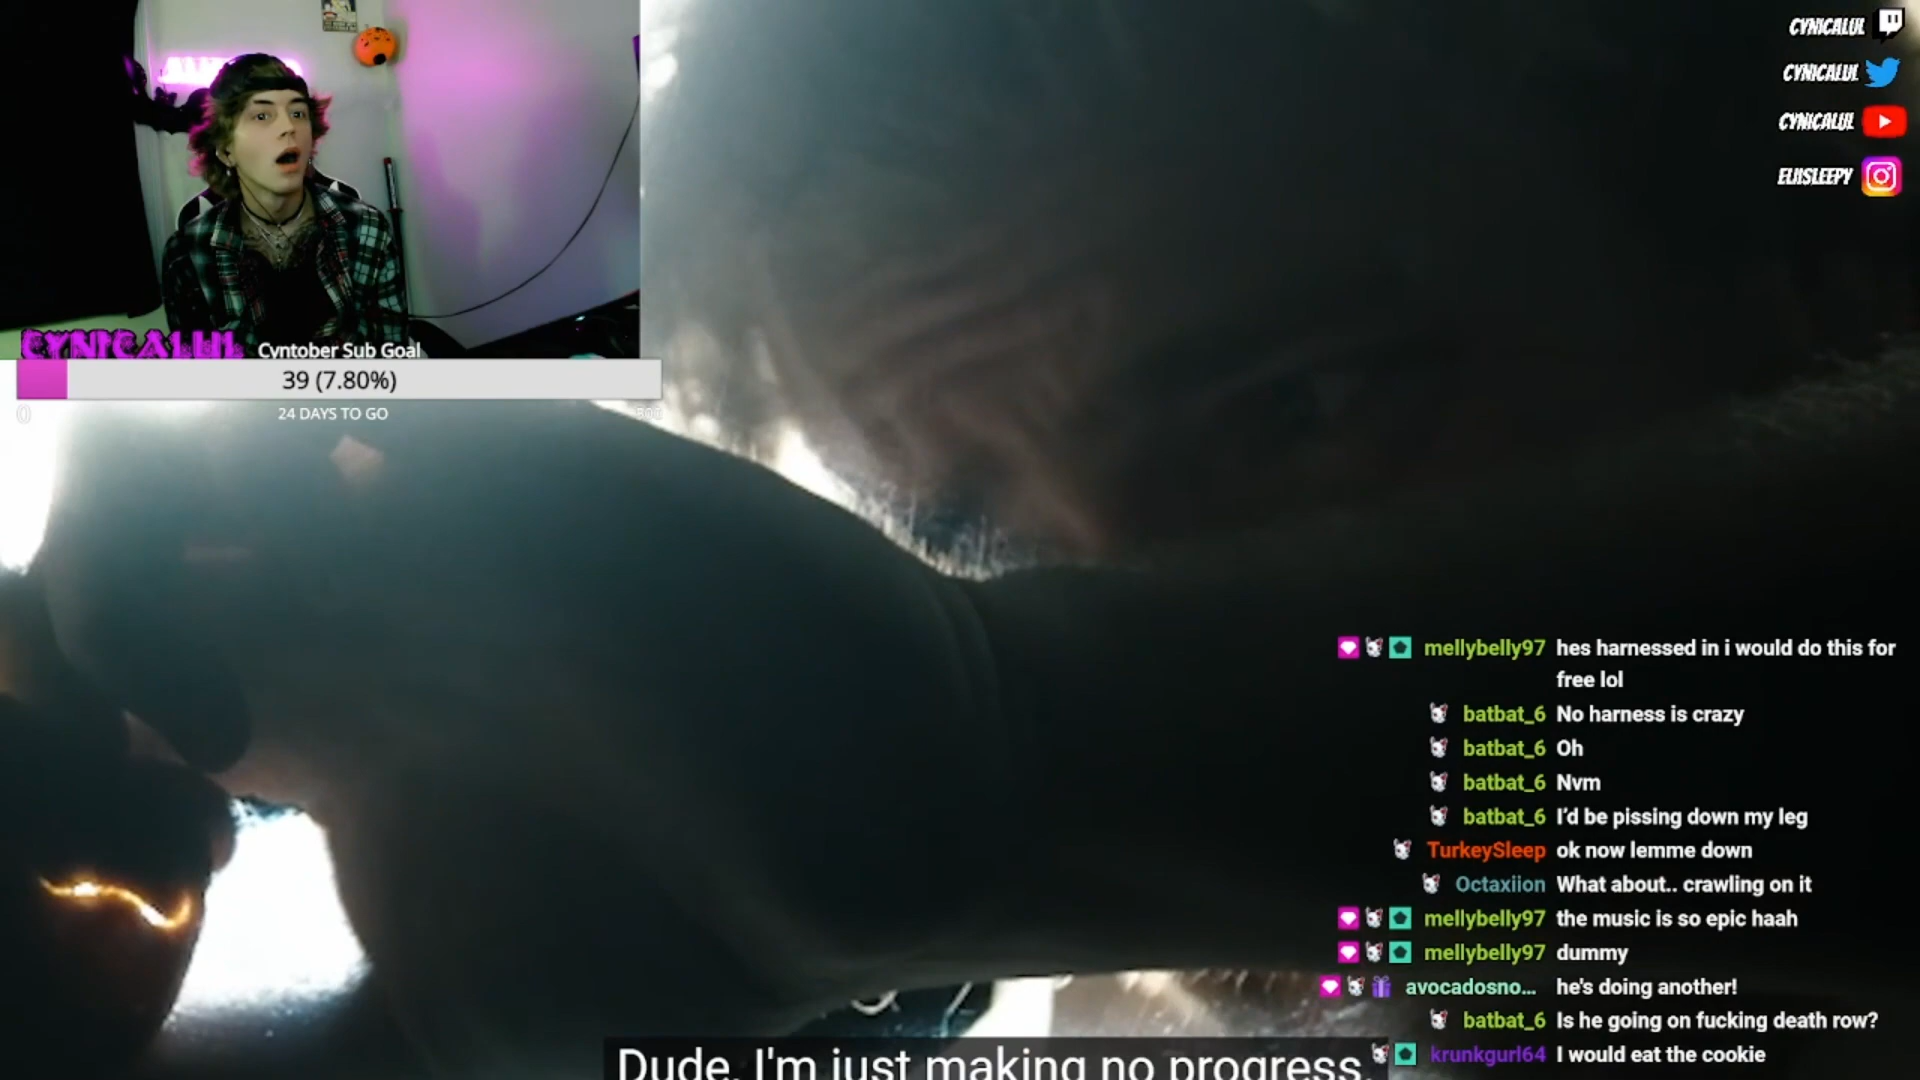 CYNICALUL
CYNICALUL
CYNICALUL
ELIISLEEPY
CYNICALUL
Cyntober Sub Goal
39 (7.80%)
0
24 DAYS TO GO
500
mellybelly97 hes harnessed in i would do this for
free lol
batbat_6 No harness is crazy
batbat_6 Oh
batbat_6 Nvm
batbat_6 I'd be pissing down my leg
TurkeySleep ok now lemme down
Octaxiion What about.. crawling on it
mellybelly97 the music is so epic haah
mellybelly97 dummy
avocadosno... he's doing another!
batbat_6 Is he going on fucking death row?
krunkgurl64 I would eat the cookie
Dude, I'm just making no progress.